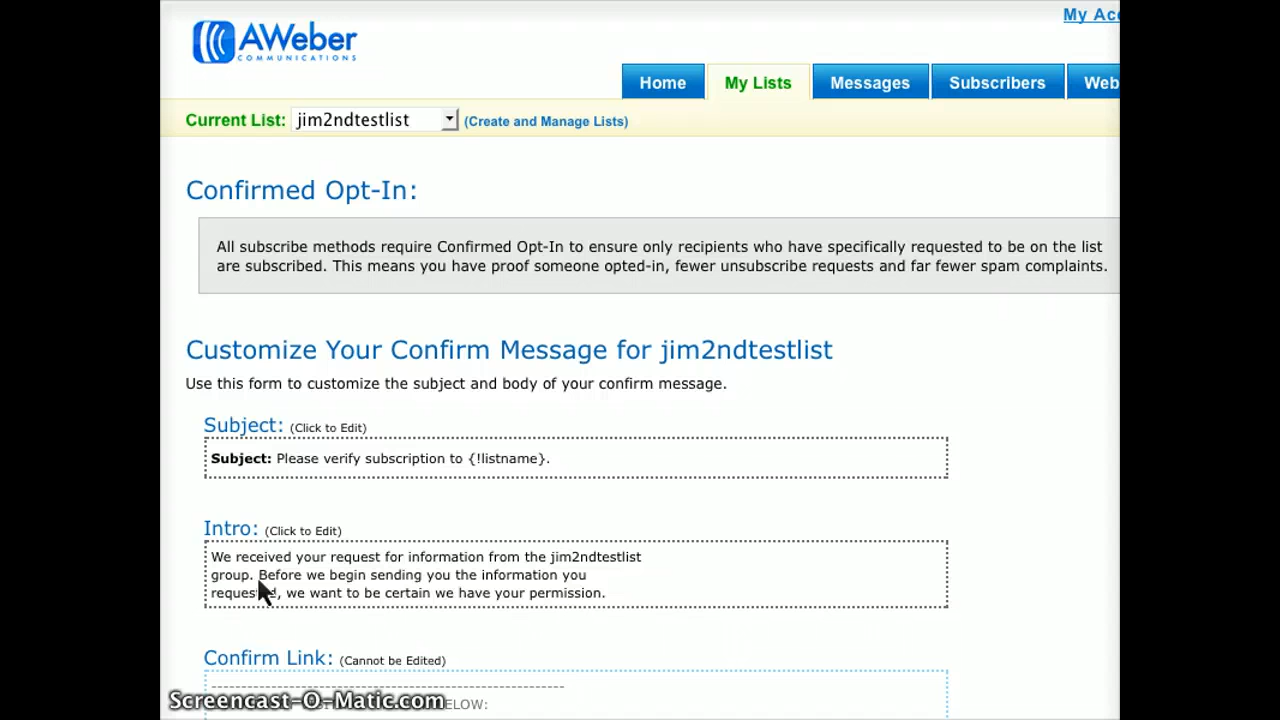 My Acc
AWeber
COMMUNICATIONS
Home My Lists Messages Subscribers Web
Current List: jim2ndtestlist (Create and Manage Lists)
Confirmed Opt-In:
All subscribe methods require Confirmed Opt-In to ensure only recipients who have specifically requested to be on the list
are subscribed. This means you have proof someone opted-in, fewer unsubscribe requests and far fewer spam complaints.
Customize Your Confirm Message for jim2ndtestlist
Use this form to customize the subject and body of your confirm message.
Subject: (Click to Edit)
Subject: Please verify subscription to {!listname}.
Intro: (Click to Edit)
We received your request for information from the jim2ndtestlist
group. Before we begin sending you the information you
requested, we want to be certain we have your permission.
Confirm Link: (Cannot be Edited)
------------------------------------------------------
BELOW:
Screencast-O-Matic.com